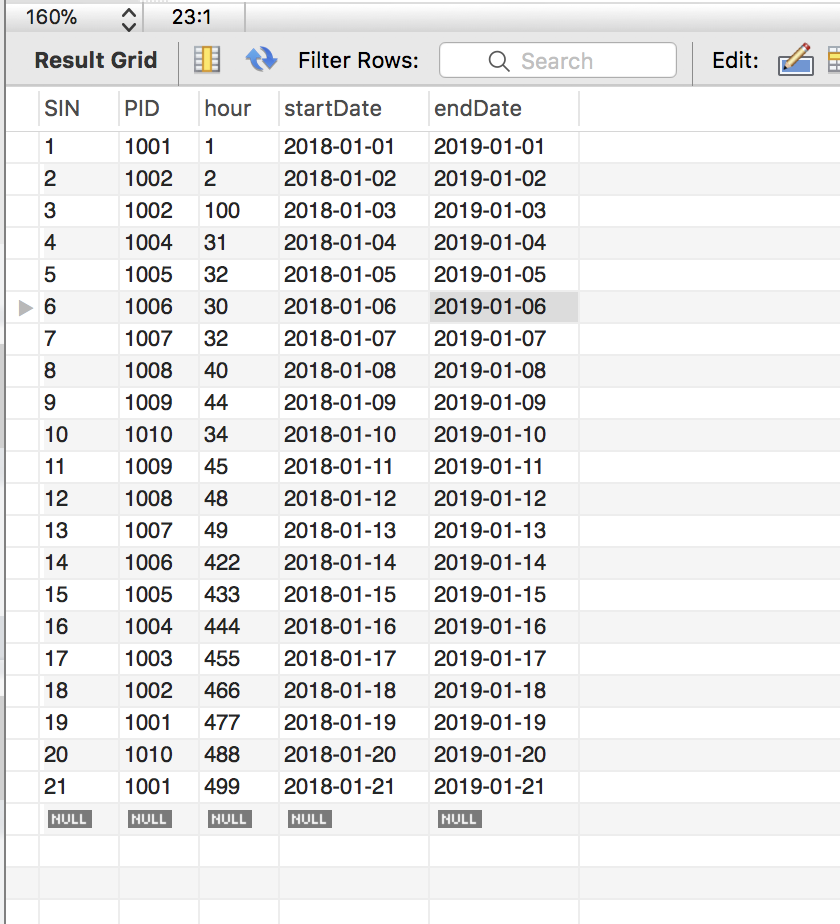 160% 23:1
Result Grid Filter Rows: Search Edit:
SIN PID hour startDate endDate
1 1001 1 2018-01-01 2019-01-01
2 1002 2 2018-01-02 2019-01-02
3 1002 100 2018-01-03 2019-01-03
4 1004 31 2018-01-04 2019-01-04
5 1005 32 2018-01-05 2019-01-05
6 1006 30 2018-01-06 2019-01-06
7 1007 32 2018-01-07 2019-01-07
8 1008 40 2018-01-08 2019-01-08
9 1009 44 2018-01-09 2019-01-09
10 1010 34 2018-01-10 2019-01-10
11 1009 45 2018-01-11 2019-01-11
12 1008 48 2018-01-12 2019-01-12
13 1007 49 2018-01-13 2019-01-13
14 1006 422 2018-01-14 2019-01-14
15 1005 433 2018-01-15 2019-01-15
16 1004 444 2018-01-16 2019-01-16
17 1003 455 2018-01-17 2019-01-17
18 1002 466 2018-01-18 2019-01-18
19 1001 477 2018-01-19 2019-01-19
20 1010 488 2018-01-20 2019-01-20
21 1001 499 2018-01-21 2019-01-21
NULL NULL NULL NULL NULL